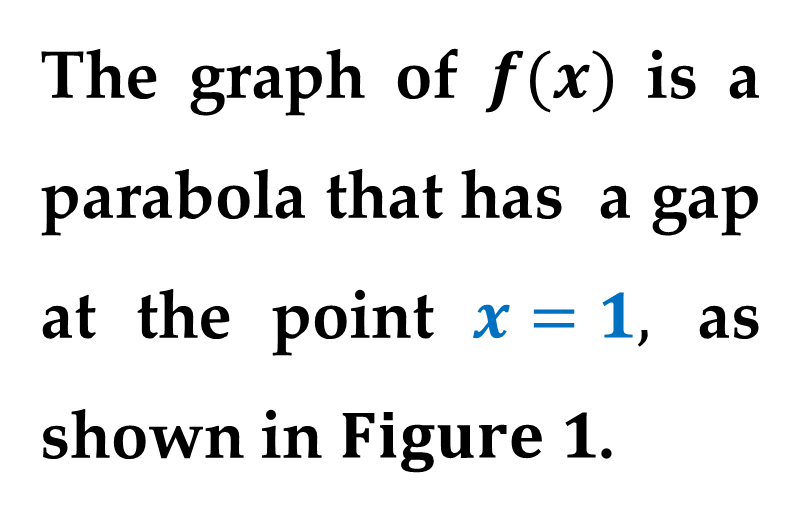 The graph of f(x) is a
parabola that has a gap
at the point x = 1, as
shown in Figure 1.